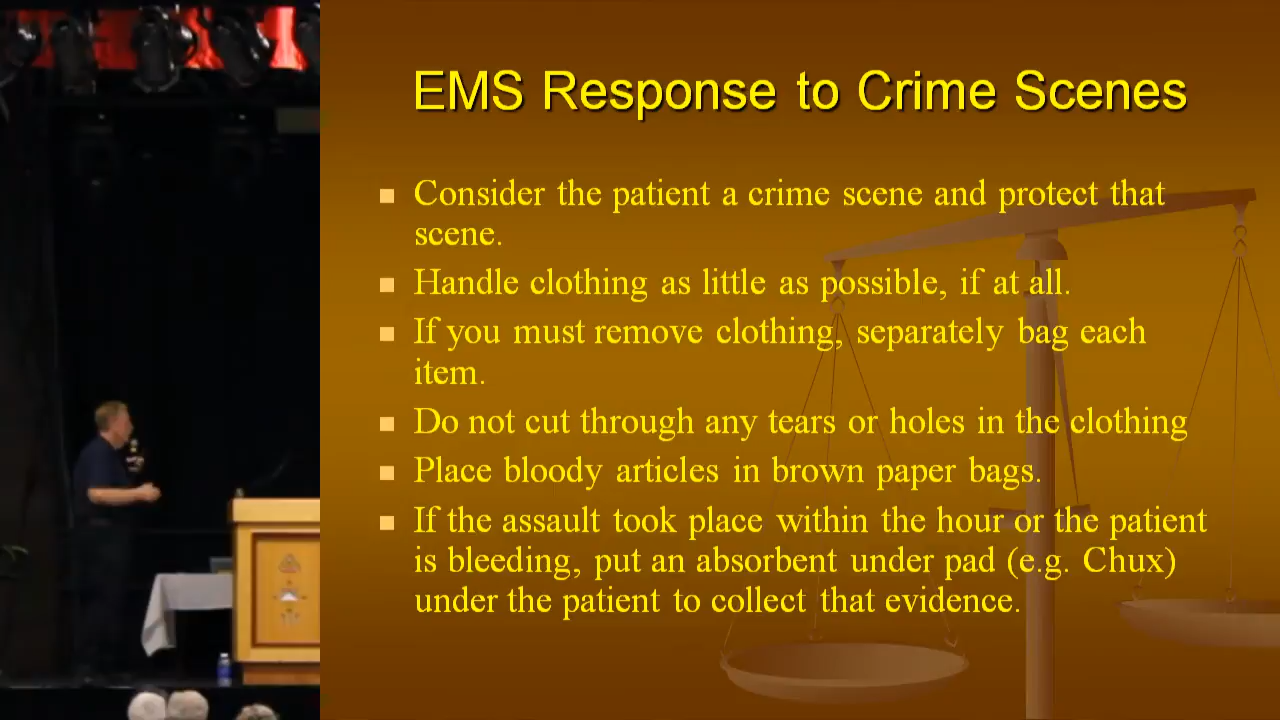 EMS Response to Crime Scenes
Consider the patient a crime scene and protect that
scene.
Handle clothing as little as possible, if at all.
If you must remove clothing, separately bag each
item.
Do not cut through any tears or holes in the clothing
Place bloody articles in brown paper bags.
If the assault took place within the hour or the patient
is bleeding, put an absorbent under pad (e.g. Chux)
under the patient to collect that evidence.